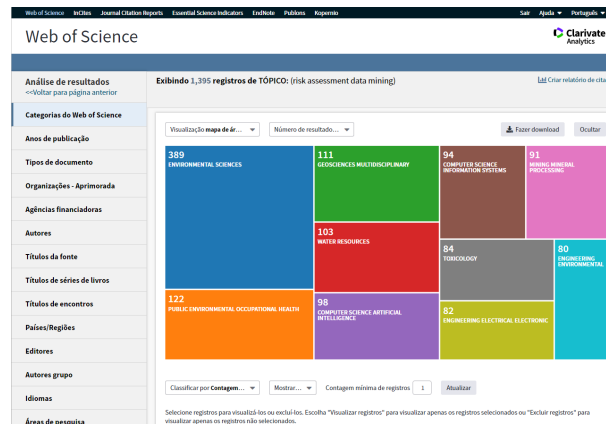 Web of Science InCites Journal Citation Reports Essential Science Indicators EndNote Publons Kopernio Sair Ajuda Português
Web of Science
Clarivate
Analytics
Análise de resultados
<<Voltar para página anterior
Exibindo 1,395 registros de TÓPICO: (risk assessment data mining)
Criar relatório de cita
Categorias do Web of Science
Anos de publicação
Tipos de documento
Organizações - Aprimorada
Agências financiadoras
Autores
Títulos da fonte
Títulos de séries de livros
Títulos de encontros
Países/Regiões
Editores
Autores grupo
Idiomas
Áreas de pesquisa
Visualização mapa de ár... Número de resultado... Fazer download Ocultar
389
ENVIRONMENTAL SCIENCES
111
GEOSCIENCES MULTIDISCIPLINARY
94
COMPUTER SCIENCE
INFORMATION SYSTEMS
91
MINING MINERAL
PROCESSING
103
WATER RESOURCES
84
TOXICOLOGY
80
ENGINEERING
ENVIRONMENTAL
122
PUBLIC ENVIRONMENTAL OCCUPATIONAL HEALTH
98
COMPUTER SCIENCE ARTIFICIAL
INTELLIGENCE
82
ENGINEERING ELECTRICAL ELECTRONIC
Classificar por Contagem... Mostrar... Contagem mínima de registros 1 Atualizar
Selecione registros para visualizá-los ou excluí-los. Escolha "Visualizar registros" para visualizar apenas os registros selecionados ou "Excluir registros" para
visualizar apenas os registros não selecionados.